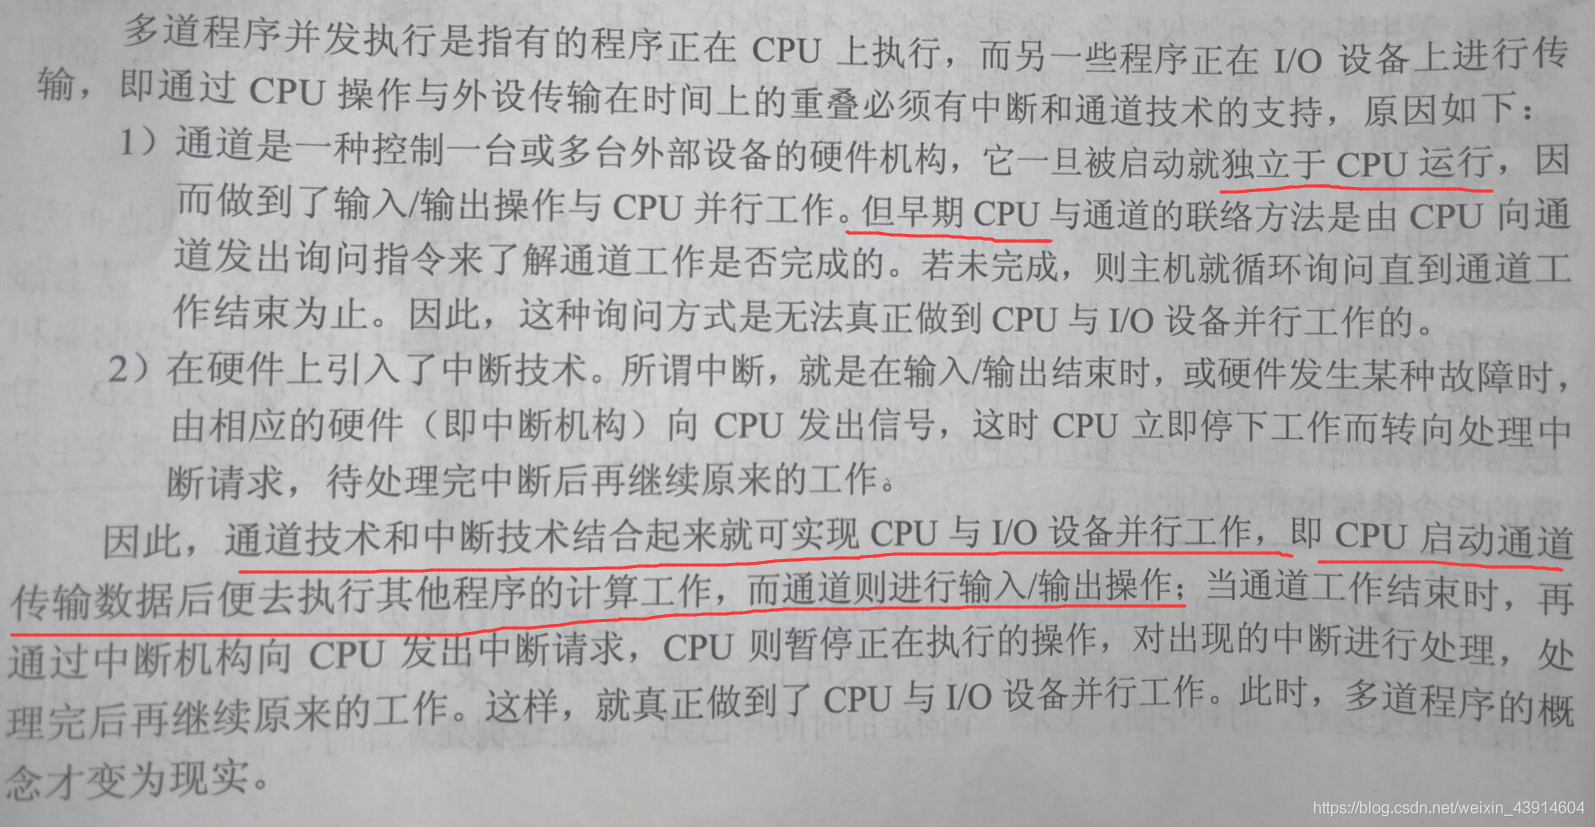 多道程序并发执行是指有的程序正在 CPU 上执行，而另一些程序正在 I/O 设备上进行传
输，即通过 CPU 操作与外设传输在时间上的重叠必须有中断和通道技术的支持，原因如下：
1）通道是一种控制一台或多台外部设备的硬件机构，它一旦被启动就独立于 CPU 运行，因
而做到了输入/输出操作与 CPU 并行工作。但早期 CPU 与通道的联络方法是由 CPU 向通
道发出询问指令来了解通道工作是否完成的。若未完成，则主机就循环询问直到通道工
作结束为止。因此，这种询问方式是无法真正做到 CPU 与 I/O 设备并行工作的。
2）在硬件上引入了中断技术。所谓中断，就是在输入/输出结束时，或硬件发生某种故障时，
由相应的硬件（即中断机构）向 CPU 发出信号，这时 CPU 立即停下工作而转向处理中
断请求，待处理完中断后再继续原来的工作。
因此，通道技术和中断技术结合起来就可实现 CPU 与 I/O 设备并行工作，即 CPU 启动通道
传输数据后便去执行其他程序的计算工作，而通道则进行输入/输出操作；当通道工作结束时，再
通过中断机构向 CPU 发出中断请求，CPU 则暂停正在执行的操作，对出现的中断进行处理，处
理完后再继续原来的工作。这样，就真正做到了 CPU 与 I/O 设备并行工作。此时，多道程序的概
念才变为现实。
https://blog.csdn.net/weixin_43914604